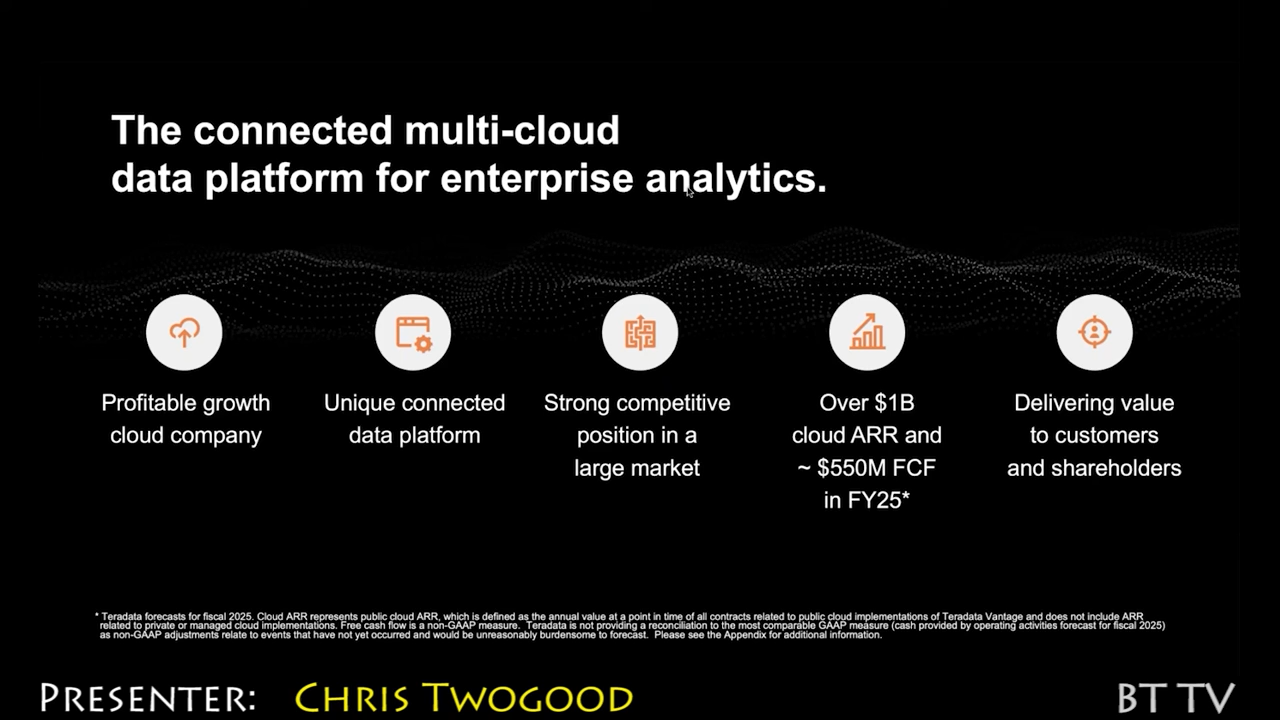 The connected multi-cloud
data platform for enterprise analytics.
Profitable growth
cloud company
Unique connected
data platform
Strong competitive
position in a
large market
Over $1B
cloud ARR and
~ $550M FCF
in FY25*
Delivering value
to customers
and shareholders
* Teradata forecasts for fiscal 2025. Cloud ARR represents public cloud ARR, which is defined as the annual value at a point in time of all contracts related to public cloud implementations of Teradata Vantage and does not include ARR
related to private or managed cloud implementations. Free cash flow is a non-GAAP measure. Teradata is not providing a reconciliation to the most comparable GAAP measure (cash provided by operating activities forecast for fiscal 2025)
as non-GAAP adjustments relate to events that have not yet occurred and would be unreasonably burdensome to forecast. Please see the Appendix for additional information.
Presenter: Chris Twogood
BT TV